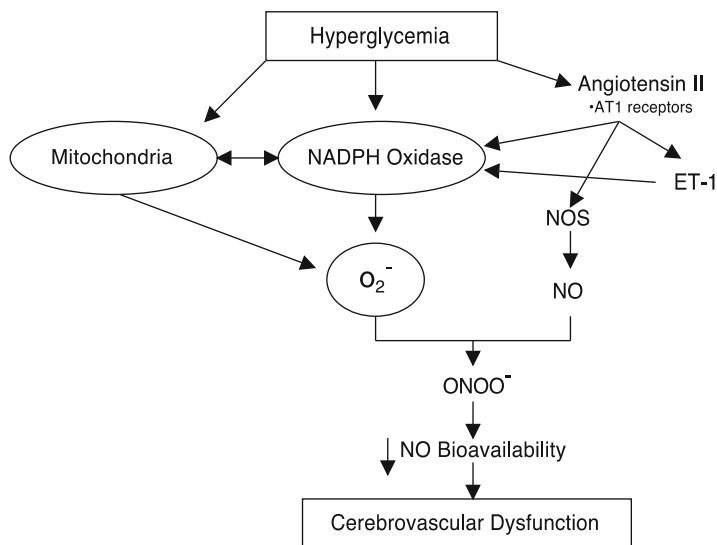 Hyperglycemia
Angiotensin II
•AT1 receptors
Mitochondria
NADPH Oxidase
ET-1
NOS
O2-
NO
ONOO-
NO Bioavailability
Cerebrovascular Dysfunction